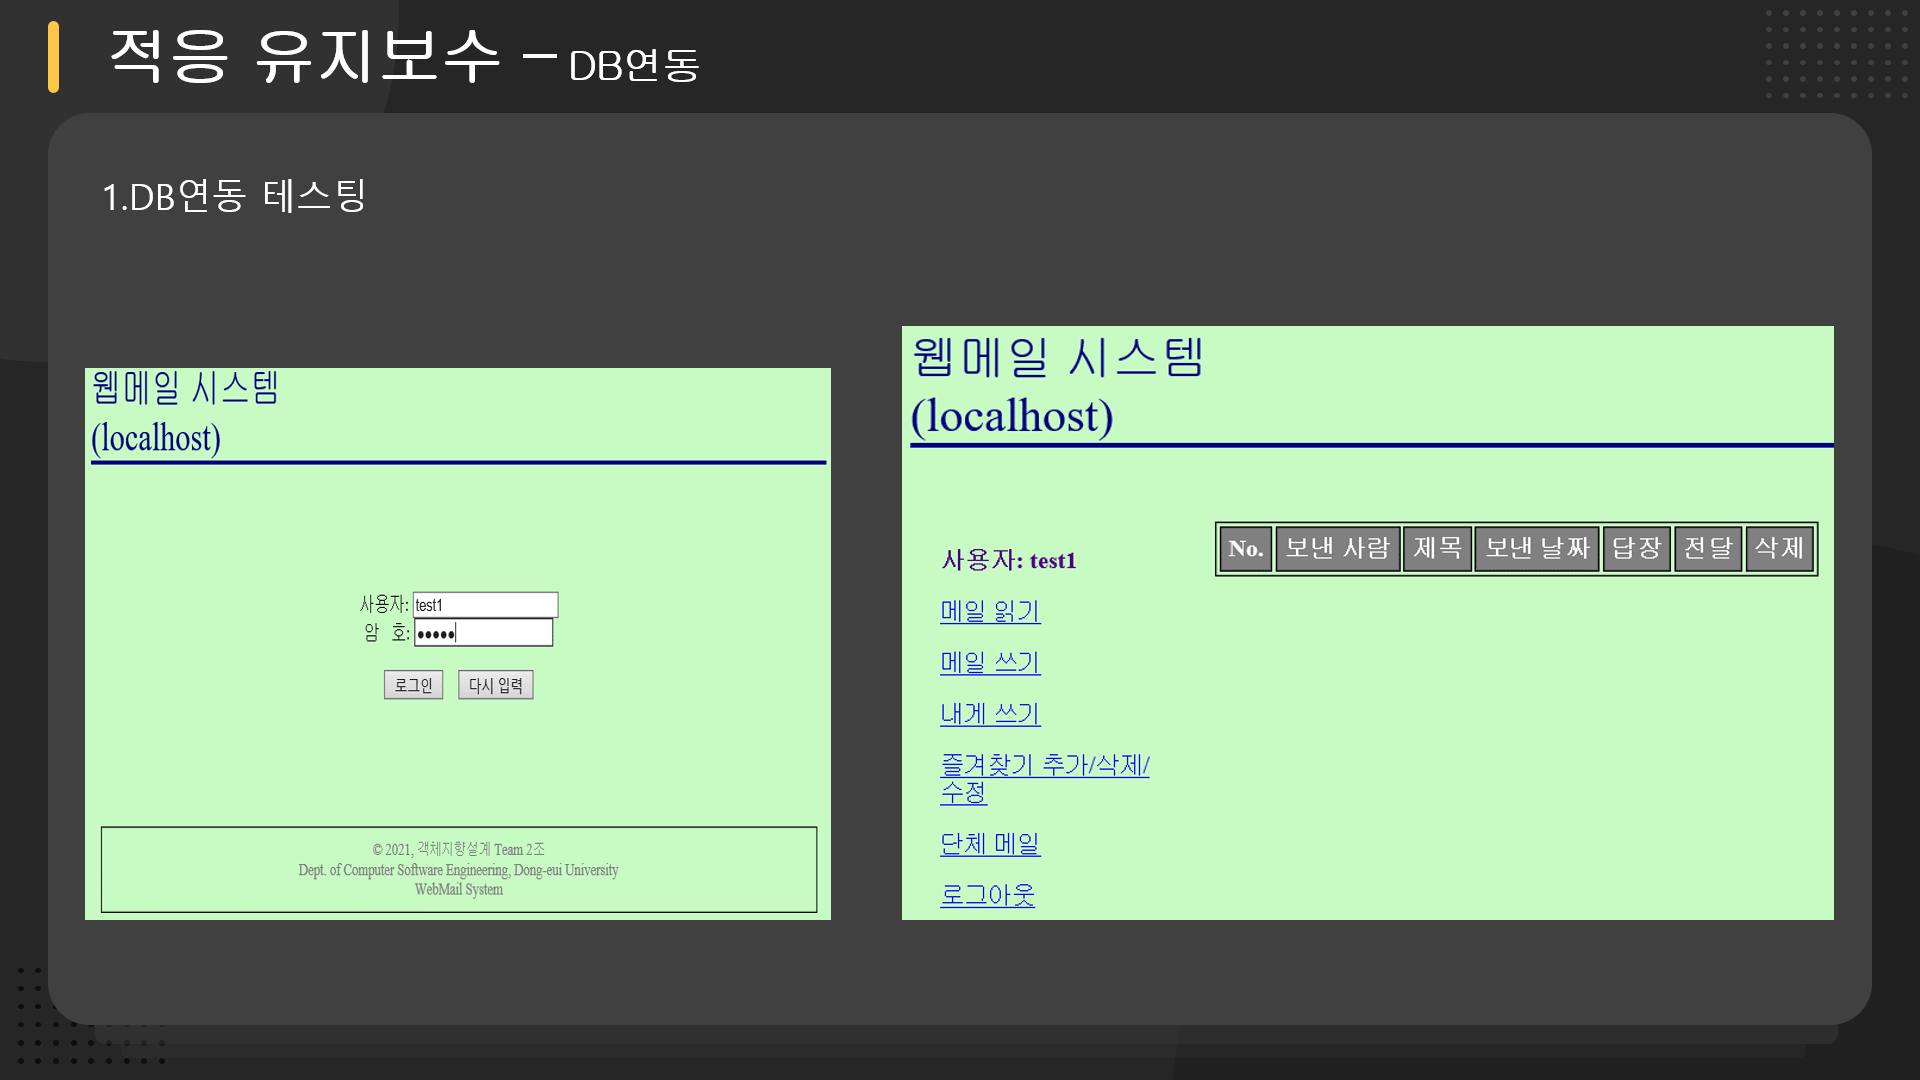 적응 유지보수 – DB연동
1.DB연동 테스팅
웹메일 시스템
(localhost)
사용자: test1
암 호: •••••
로그인 다시 입력
© 2021, 객체지향설계 Team 2조
Dept. of Computer Software Engineering, Dong-eui University
WebMail System
웹메일 시스템
(localhost)
사용자: test1
메일 읽기
메일 쓰기
내게 쓰기
즐겨찾기 추가/삭제/
수정
단체 메일
로그아웃
No. 보낸 사람 제목 보낸 날짜 답장 전달 삭제